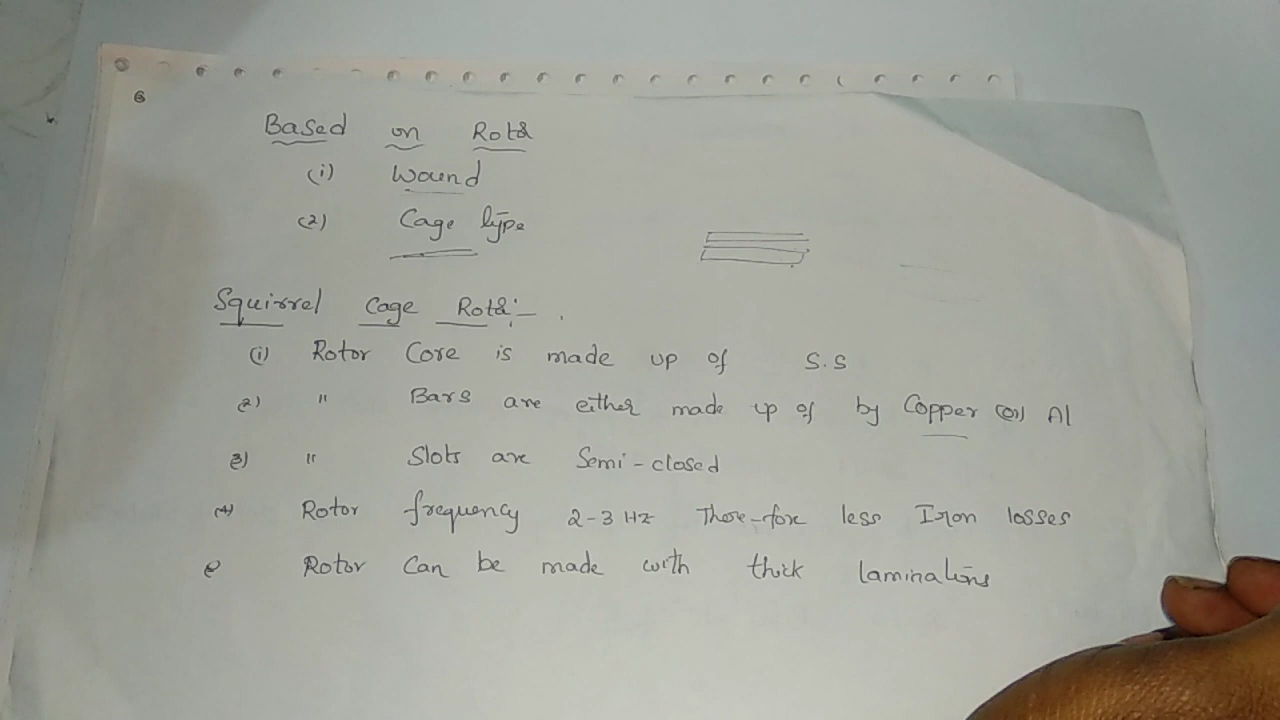 6
Based on Rotor
(i) Wound
(2) Cage type
Squirrel Cage Rotor:-
(i) Rotor Core is made up of S.S
2) " Bars are either made up of by Copper (or) Al
3) " Slots are Semi-closed
(4) Rotor frequency 2-3 Hz There-fore less Iron losses
Rotor Can be made with thick laminations